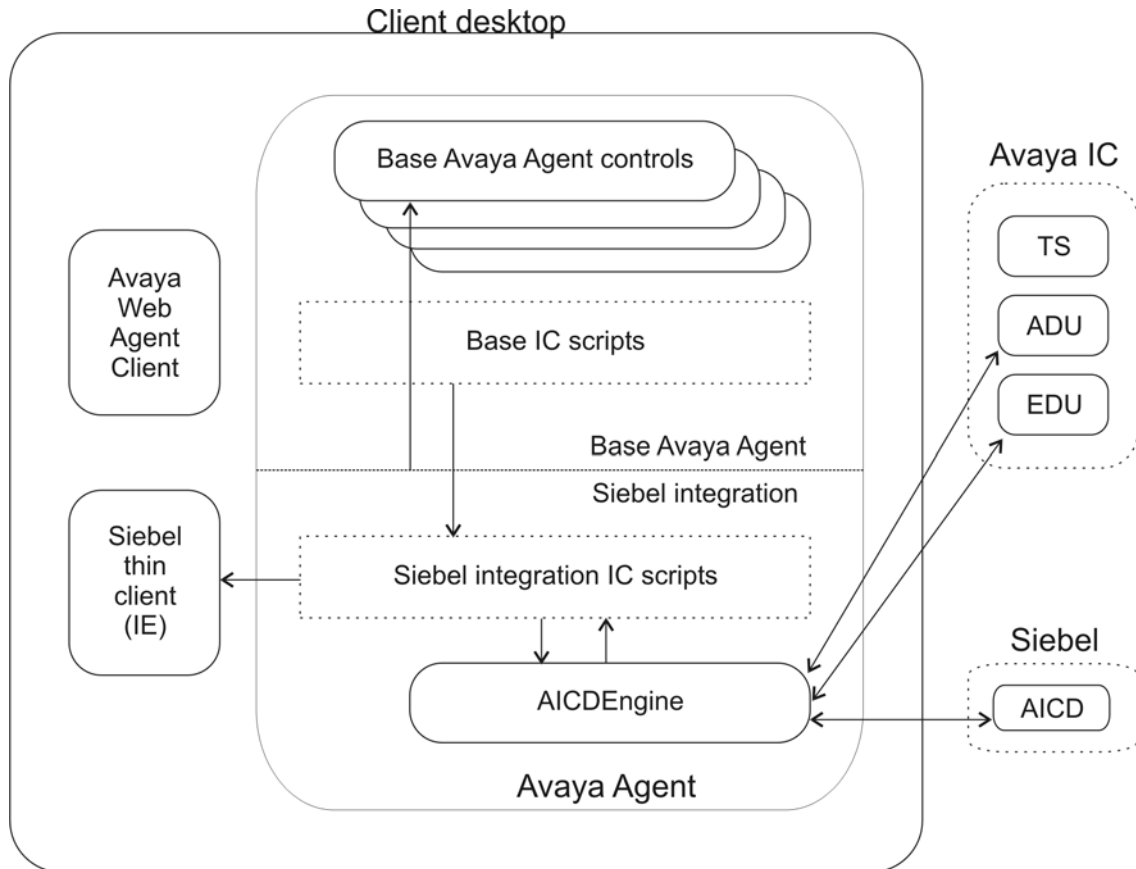 Client desktop
Base Avaya Agent controls
Avaya IC
TS
Avaya
Web
Agent
Client
ADU
Base IC scripts
EDU
Base Avaya Agent
Siebel integration
Siebel
thin
client
(IE)
Siebel integration IC scripts
Siebel
AICDEngine
AICD
Avaya Agent